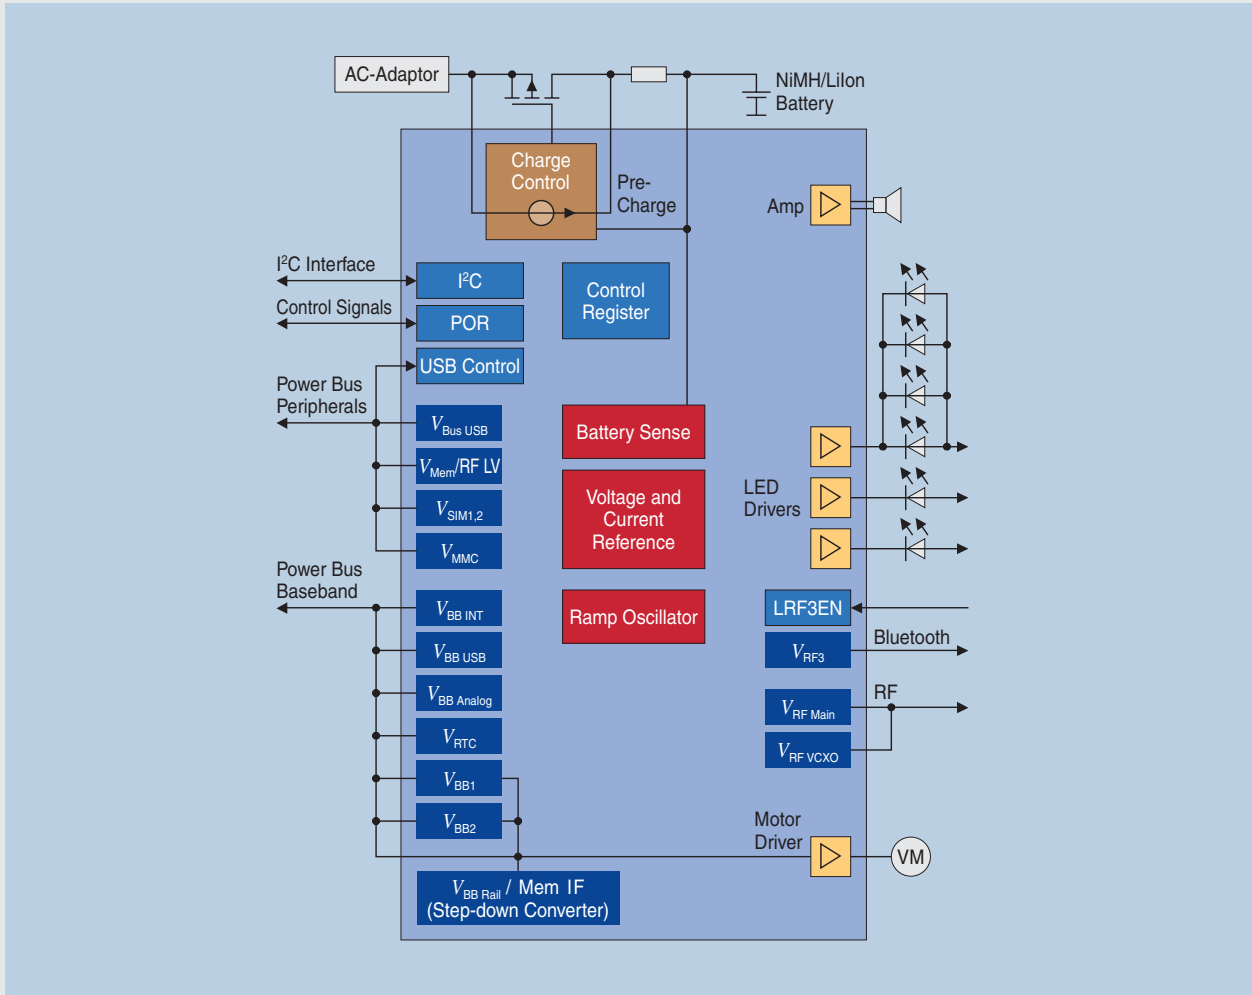 AC-Adaptor
NiMH/LiIon
Battery
Charge
Control
Pre-
Charge
Amp
I²C Interface
I²C
Control Signals
POR
USB Control
Control
Register
Power Bus
Peripherals
VBus USB
VMem/RF LV
VSIM1,2
VMMC
Battery Sense
Voltage and
Current
Reference
Ramp Oscillator
LED
Drivers
Power Bus
Baseband
VBB INT
VBB USB
VBB Analog
VRTC
VBB1
VBB2
VBB Rail / Mem IF
(Step-down Converter)
LRF3EN
VRF3
Bluetooth
VRF Main
RF
VRF VCXO
Motor
Driver
VM